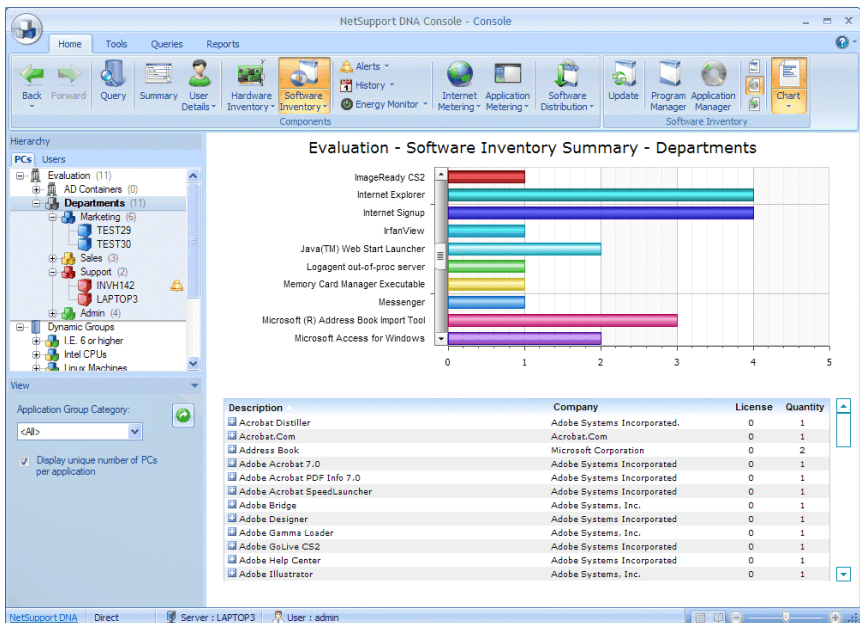 NetSupport DNA Console - Console
Home Tools Queries Reports
Back Forward Query Summary User Details Hardware Inventory Software Inventory Alerts History Energy Monitor Internet Metering Application Metering Software Distribution Update Program Manager Application Manager Chart
Components Software Inventory
Hierarchy
PCs Users
Evaluation (11)
AD Containers (0)
Departments (11)
Marketing (6)
TEST29
TEST30
Sales (3)
Support (2)
INVH142
LAPTOP3
Admin (4)
Dynamic Groups
I.E. 6 or higher
Intel CPUs
Linux Machines
View
Application Group Category:
<All>
Display unique number of PCs
per application
Evaluation - Software Inventory Summary - Departments
ImageReady CS2
Internet Explorer
Internet Signup
IrfanView
Java(TM) Web Start Launcher
Logagent out-of-proc server
Memory Card Manager Executable
Messenger
Microsoft (R) Address Book Import Tool
Microsoft Access for Windows
0 1 2 3 4 5
Description Company License Quantity
Acrobat Distiller Adobe Systems Incorporated. 0 1
Acrobat.Com Acrobat.Com 0 1
Address Book Microsoft Corporation 0 2
Adobe Acrobat 7.0 Adobe Systems Incorporated 0 1
Adobe Acrobat PDF Info 7.0 Adobe Systems Incorporated 0 1
Adobe Acrobat SpeedLauncher Adobe Systems Incorporated 0 1
Adobe Bridge Adobe Systems, Inc. 0 1
Adobe Designer Adobe Systems Incorporated 0 1
Adobe Gamma Loader Adobe Systems, Inc. 0 1
Adobe GoLive CS2 Adobe Systems Incorporated 0 1
Adobe Help Center Adobe Systems Incorporated 0 1
Adobe Illustrator Adobe Systems, Inc. 0 1
NetSupport DNA Direct Server : LAPTOP3 User : admin